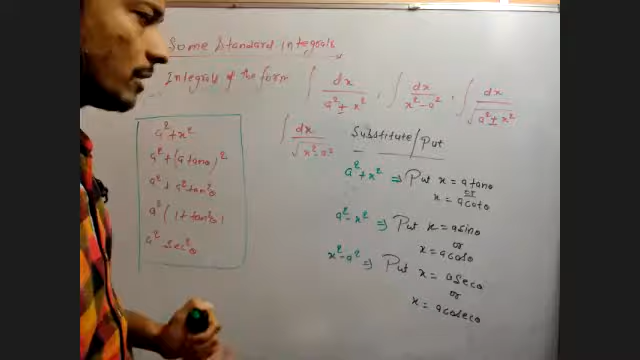 Some Standard Integrals
Integrals of the form ∫ dx/(a² ± x²), ∫ dx/(x² - a²), ∫ dx/√(a² ± x²)
∫ dx/√(x² - a²)
Substitute/Put
a² + x² ⇒ Put x = a tanθ
or
x = a cotθ
a² - x² ⇒ Put x = a sinθ
or
x = a cosθ
x² - a² ⇒ Put x = a secθ
or
x = a cosecθ
a² + x²
a² + (a tanθ)²
a² + a² tan²θ
a² (1 + tan²θ)
a² sec²θ